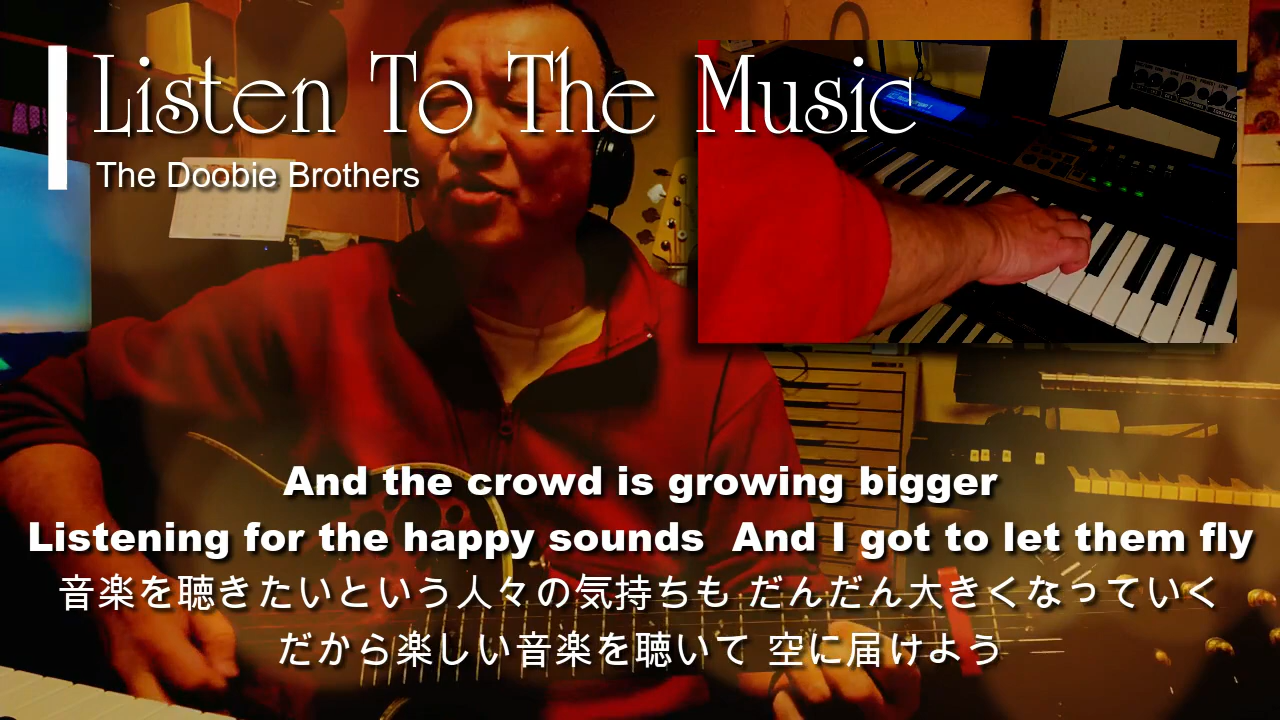 Listen To The Music
The Doobie Brothers
And the crowd is growing bigger
Listening for the happy sounds  And I got to let them fly
音楽を聴きたいという人々の気持ちも だんだん大きくなっていく
だから楽しい音楽を聴いて 空に届けよう